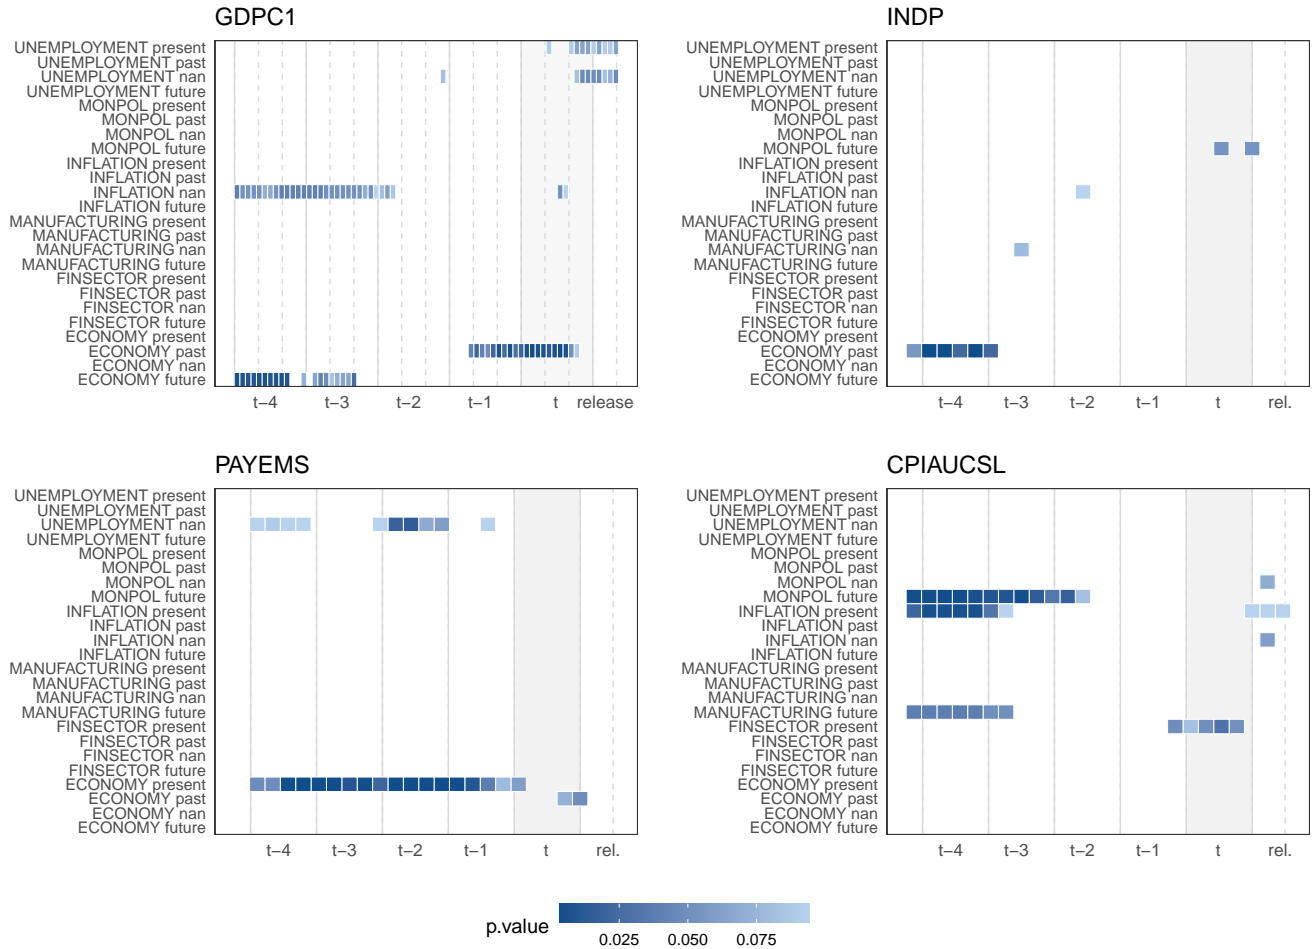 GDPC1
UNEMPLOYMENT present
UNEMPLOYMENT past
UNEMPLOYMENT nan
UNEMPLOYMENT future
MONPOL present
MONPOL past
MONPOL nan
MONPOL future
INFLATION present
INFLATION past
INFLATION nan
INFLATION future
MANUFACTURING present
MANUFACTURING past
MANUFACTURING nan
MANUFACTURING future
FINSECTOR present
FINSECTOR past
FINSECTOR nan
FINSECTOR future
ECONOMY present
ECONOMY past
ECONOMY nan
ECONOMY future
t−4 t−3 t−2 t−1 t release
INDP
UNEMPLOYMENT present
UNEMPLOYMENT past
UNEMPLOYMENT nan
UNEMPLOYMENT future
MONPOL present
MONPOL past
MONPOL nan
MONPOL future
INFLATION present
INFLATION past
INFLATION nan
INFLATION future
MANUFACTURING present
MANUFACTURING past
MANUFACTURING nan
MANUFACTURING future
FINSECTOR present
FINSECTOR past
FINSECTOR nan
FINSECTOR future
ECONOMY present
ECONOMY past
ECONOMY nan
ECONOMY future
t−4 t−3 t−2 t−1 t rel.
PAYEMS
UNEMPLOYMENT present
UNEMPLOYMENT past
UNEMPLOYMENT nan
UNEMPLOYMENT future
MONPOL present
MONPOL past
MONPOL nan
MONPOL future
INFLATION present
INFLATION past
INFLATION nan
INFLATION future
MANUFACTURING present
MANUFACTURING past
MANUFACTURING nan
MANUFACTURING future
FINSECTOR present
FINSECTOR past
FINSECTOR nan
FINSECTOR future
ECONOMY present
ECONOMY past
ECONOMY nan
ECONOMY future
t−4 t−3 t−2 t−1 t rel.
CPIAUCSL
UNEMPLOYMENT present
UNEMPLOYMENT past
UNEMPLOYMENT nan
UNEMPLOYMENT future
MONPOL present
MONPOL past
MONPOL nan
MONPOL future
INFLATION present
INFLATION past
INFLATION nan
INFLATION future
MANUFACTURING present
MANUFACTURING past
MANUFACTURING nan
MANUFACTURING future
FINSECTOR present
FINSECTOR past
FINSECTOR nan
FINSECTOR future
ECONOMY present
ECONOMY past
ECONOMY nan
ECONOMY future
t−4 t−3 t−2 t−1 t rel.
p.value
0.025 0.050 0.075